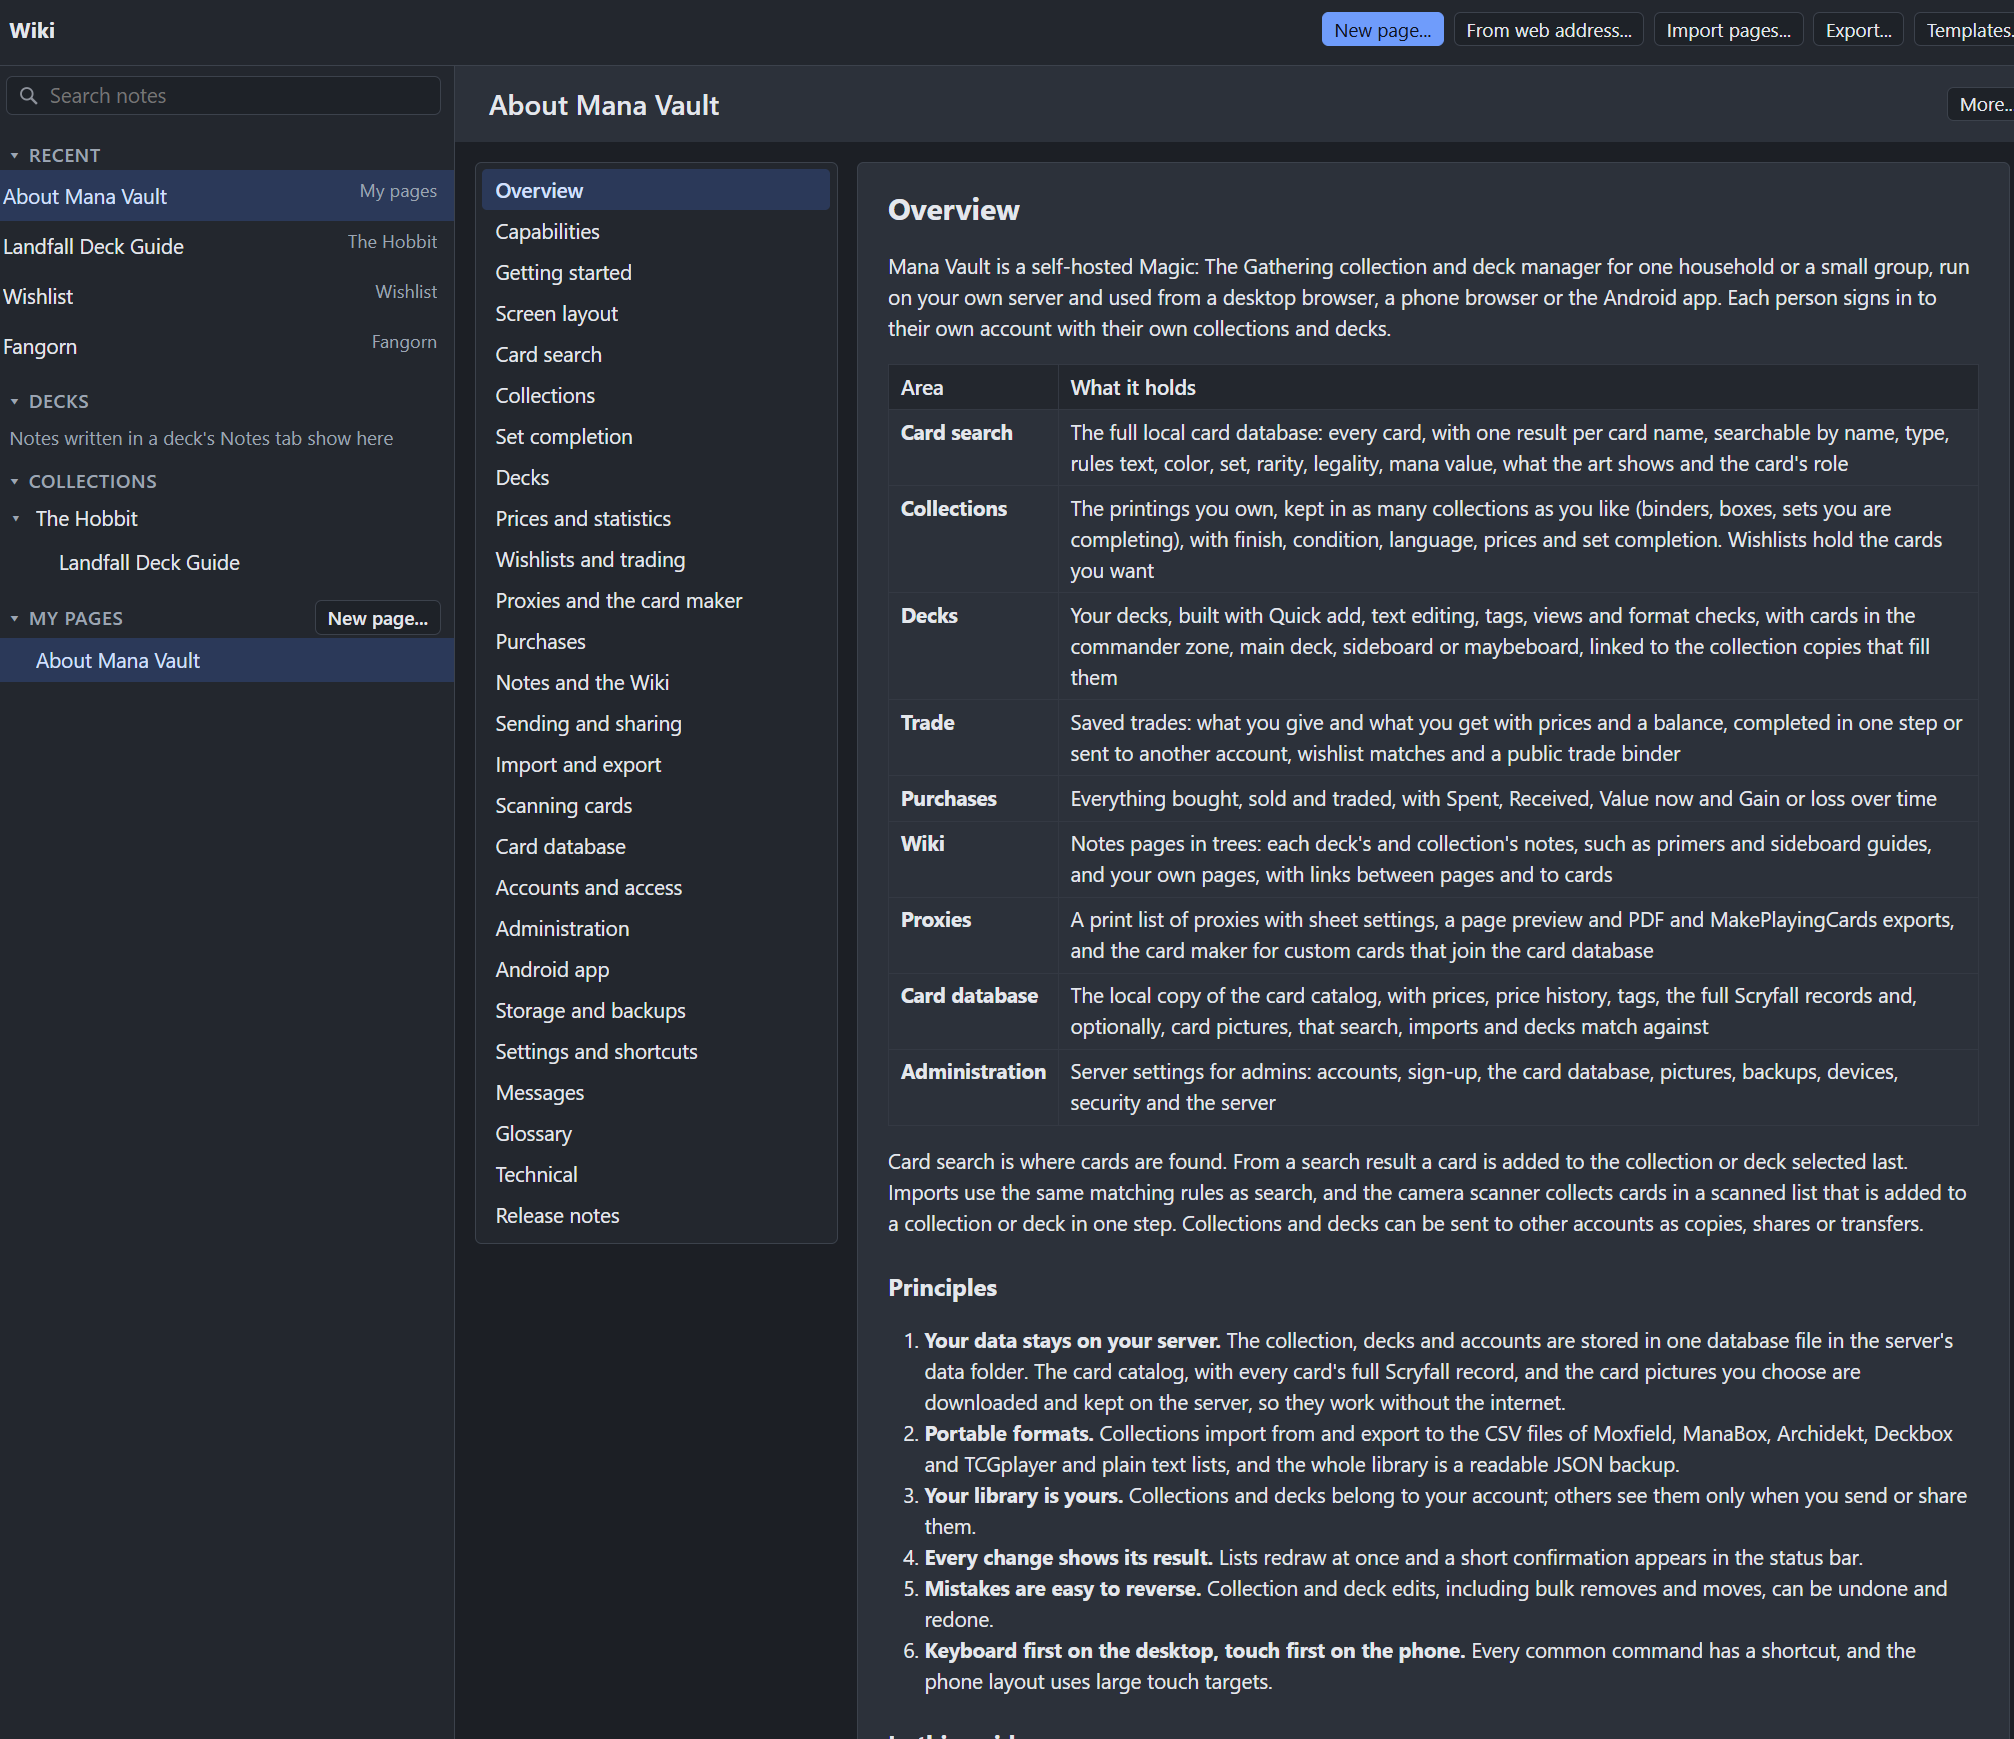 Wiki
New page...
From web address...
Import pages...
Export...
Templates.
Search notes
RECENT
About Mana Vault
My pages
Landfall Deck Guide
The Hobbit
Wishlist
Wishlist
Fangorn
Fangorn
DECKS
Notes written in a deck's Notes tab show here
COLLECTIONS
The Hobbit
Landfall Deck Guide
MY PAGES
New page...
About Mana Vault
About Mana Vault
More..
Overview
Capabilities
Getting started
Screen layout
Card search
Collections
Set completion
Decks
Prices and statistics
Wishlists and trading
Proxies and the card maker
Purchases
Notes and the Wiki
Sending and sharing
Import and export
Scanning cards
Card database
Accounts and access
Administration
Android app
Storage and backups
Settings and shortcuts
Messages
Glossary
Technical
Release notes
Overview
Mana Vault is a self-hosted Magic: The Gathering collection and deck manager for one household or a small group, run
on your own server and used from a desktop browser, a phone browser or the Android app. Each person signs in to
their own account with their own collections and decks.
Area
What it holds
Card search
The full local card database: every card, with one result per card name, searchable by name, type,
rules text, color, set, rarity, legality, mana value, what the art shows and the card's role
Collections
The printings you own, kept in as many collections as you like (binders, boxes, sets you are
completing), with finish, condition, language, prices and set completion. Wishlists hold the cards
you want
Decks
Your decks, built with Quick add, text editing, tags, views and format checks, with cards in the
commander zone, main deck, sideboard or maybeboard, linked to the collection copies that fill
them
Trade
Saved trades: what you give and what you get with prices and a balance, completed in one step or
sent to another account, wishlist matches and a public trade binder
Purchases
Everything bought, sold and traded, with Spent, Received, Value now and Gain or loss over time
Wiki
Notes pages in trees: each deck's and collection's notes, such as primers and sideboard guides,
and your own pages, with links between pages and to cards
Proxies
A print list of proxies with sheet settings, a page preview and PDF and MakePlayingCards exports,
and the card maker for custom cards that join the card database
Card database
The local copy of the card catalog, with prices, price history, tags, the full Scryfall records and,
optionally, card pictures, that search, imports and decks match against
Administration
Server settings for admins: accounts, sign-up, the card database, pictures, backups, devices,
security and the server
Card search is where cards are found. From a search result a card is added to the collection or deck selected last.
Imports use the same matching rules as search, and the camera scanner collects cards in a scanned list that is added to
a collection or deck in one step. Collections and decks can be sent to other accounts as copies, shares or transfers.
Principles
1. Your data stays on your server. The collection, decks and accounts are stored in one database file in the server's
data folder. The card catalog, with every card's full Scryfall record, and the card pictures you choose are
downloaded and kept on the server, so they work without the internet.
2. Portable formats. Collections import from and export to the CSV files of Moxfield, ManaBox, Archidekt, Deckbox
and TCGplayer and plain text lists, and the whole library is a readable JSON backup.
3. Your library is yours. Collections and decks belong to your account; others see them only when you send or share
them.
4. Every change shows its result. Lists redraw at once and a short confirmation appears in the status bar.
5. Mistakes are easy to reverse. Collection and deck edits, including bulk removes and moves, can be undone and
redone.
6. Keyboard first on the desktop, touch first on the phone. Every common command has a shortcut, and the
phone layout uses large touch targets.